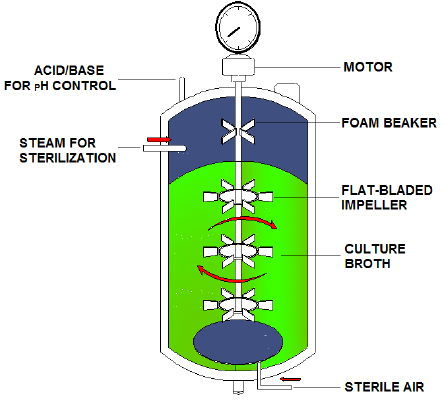 ACID/BASE
FOR pH CONTROL
MOTOR
FOAM BEAKER
STEAM FOR
STERILIZATION
FLAT-BLADED
IMPELLER
CULTURE
BROTH
STERILE AIR